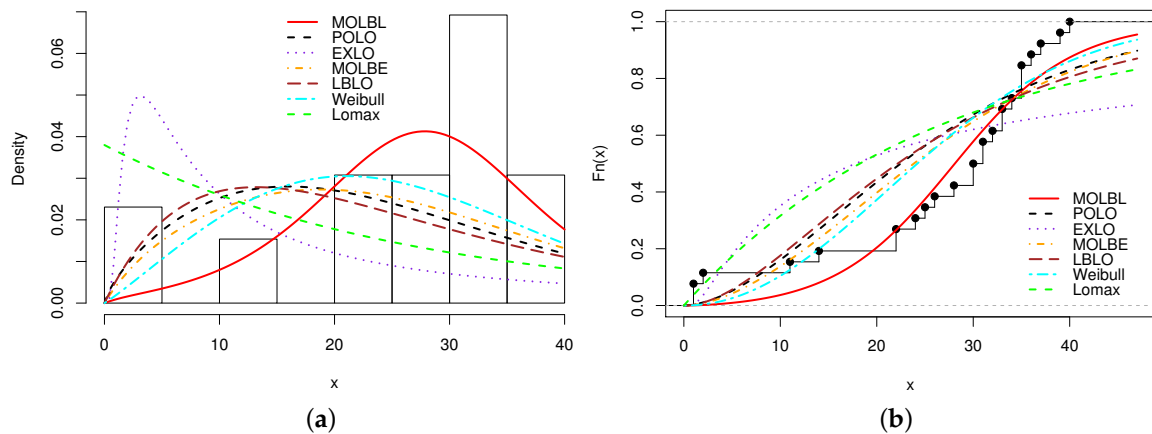 MOLBL
POLO
EXLO
MOLBE
LBLO
Weibull
Lomax
Density
0.00
0.02
0.04
0.06
0 10 20 30 40
x
(a)
Fn(x)
0.0
0.2
0.4
0.6
0.8
1.0
MOLBL
POLO
EXLO
MOLBE
LBLO
Weibull
Lomax
0 10 20 30 40
x
(b)